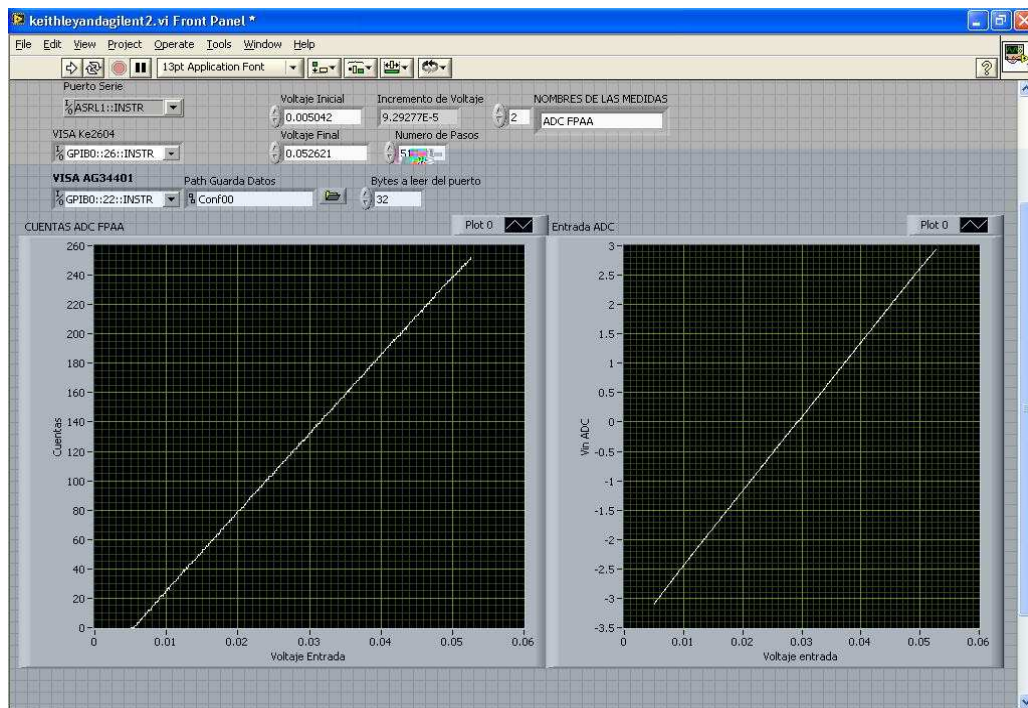 keithleyandagilent2.vi Front Panel *
File Edit View Project Operate Tools Window Help
13pt Application Font
Puerto Serie
ASRL1::INSTR
Voltaje Inicial
0.005042
Incremento de Voltaje
9.29277E-5
2
NOMBRES DE LAS MEDIDAS
ADC FPAA
VISA Ke2604
GPIB0::26::INSTR
Voltaje Final
0.052621
Numero de Pasos
VISA AG34401
GPIB0::22::INSTR
Path Guarda Datos
Conf00
Bytes a leer del puerto
32
CUENTAS ADC FPAA
Plot 0
260
240
220
200
180
160
140
120
100
80
60
40
20
0
Cuentas
0 0.01 0.02 0.03 0.04 0.05 0.06
Voltaje Entrada
Entrada ADC
Plot 0
3
2.5
2
1.5
1
0.5
0
-0.5
-1
-1.5
-2
-2.5
-3
-3.5
Vin ADC
0 0.01 0.02 0.03 0.04 0.05 0.06
Voltaje entrada